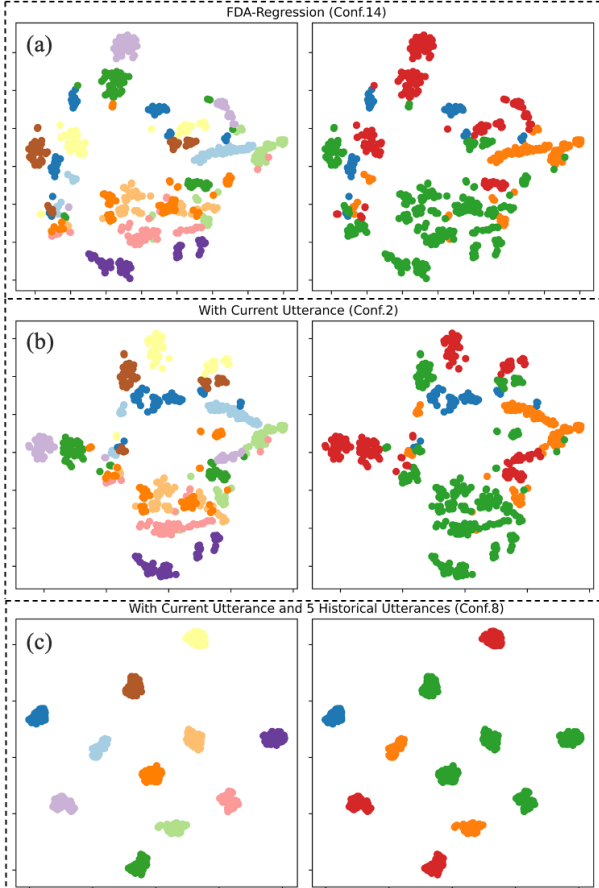 FDA-Regression (Conf.14)
(a)
With Current Utterance (Conf.2)
(b)
With Current Utterance and 5 Historical Utterances (Conf.8)
(c)